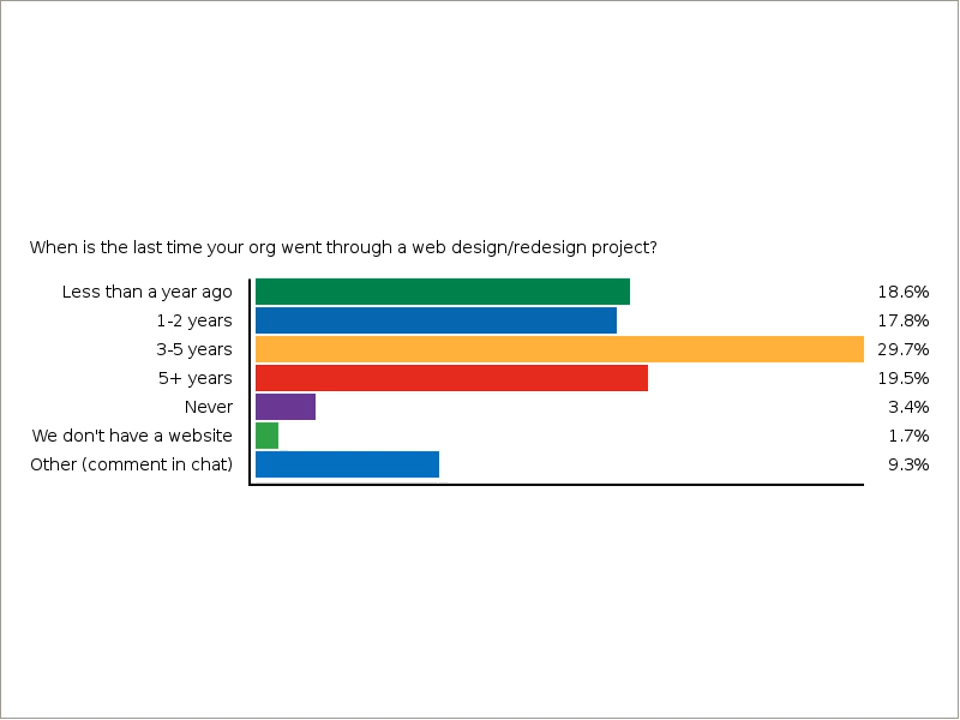 When is the last time your org went through a web design/redesign project?
Less than a year ago 18.6%
1-2 years 17.8%
3-5 years 29.7%
5+ years 19.5%
Never 3.4%
We don't have a website 1.7%
Other (comment in chat) 9.3%